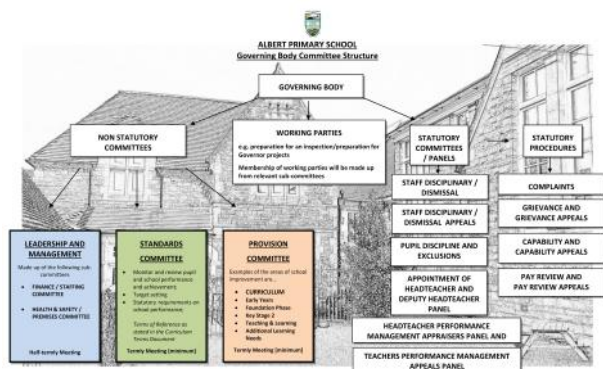 ALBERT PRIMARY SCHOOL
Governing Body Committee Structure
GOVERNING BODY
NON STATUTORY
COMMITTEES
WORKING PARTIES
e.g. preparation for an inspection/preparation for
Governor projects
Membership of working parties will be made up
from relevant sub committees
STATUTORY
COMMITTEES
/ PANELS
STATUTORY
PROCEDURES
STAFF DISCIPLINARY /
DISMISSAL
STAFF DISCIPLINARY /
DISMISSAL APPEALS
PUPIL DISCIPLINE AND
EXCLUSIONS
APPOINTMENT OF
HEADTEACHER AND
DEPUTY HEADTEACHER
PANEL
HEADTEACHER PERFORMANCE
MANAGEMENT APPRAISERS PANEL AND
TEACHERS PERFORMANCE MANAGEMENT
APPEALS PANEL
COMPLAINTS
GRIEVANCE AND
GRIEVANCE APPEALS
CAPABILITY AND
CAPABILITY APPEALS
PAY REVIEW AND
PAY REVIEW APPEALS
LEADERSHIP AND
MANAGEMENT
Made up of the following sub
committees
FINANCE / STAFFING
COMMITTEE
HEALTH & SAFETY /
PREMISES COMMITTEE
Half-termly Meeting
STANDARDS
COMMITTEE
Monitor and review pupil
and school performance
and achievement;
Target setting
Statutory requirements on
school performance;
Terms of Reference as
stated in the Curriculum
Terms Document
Termly Meeting (minimum)
PROVISION
COMMITTEE
Examples of the areas of school
improvement are...
CURRICULUM
Early Years
Foundation Phase
Key Stage 2
Teaching & Learning
Additional Learning
Needs
Termly Meeting (minimum)